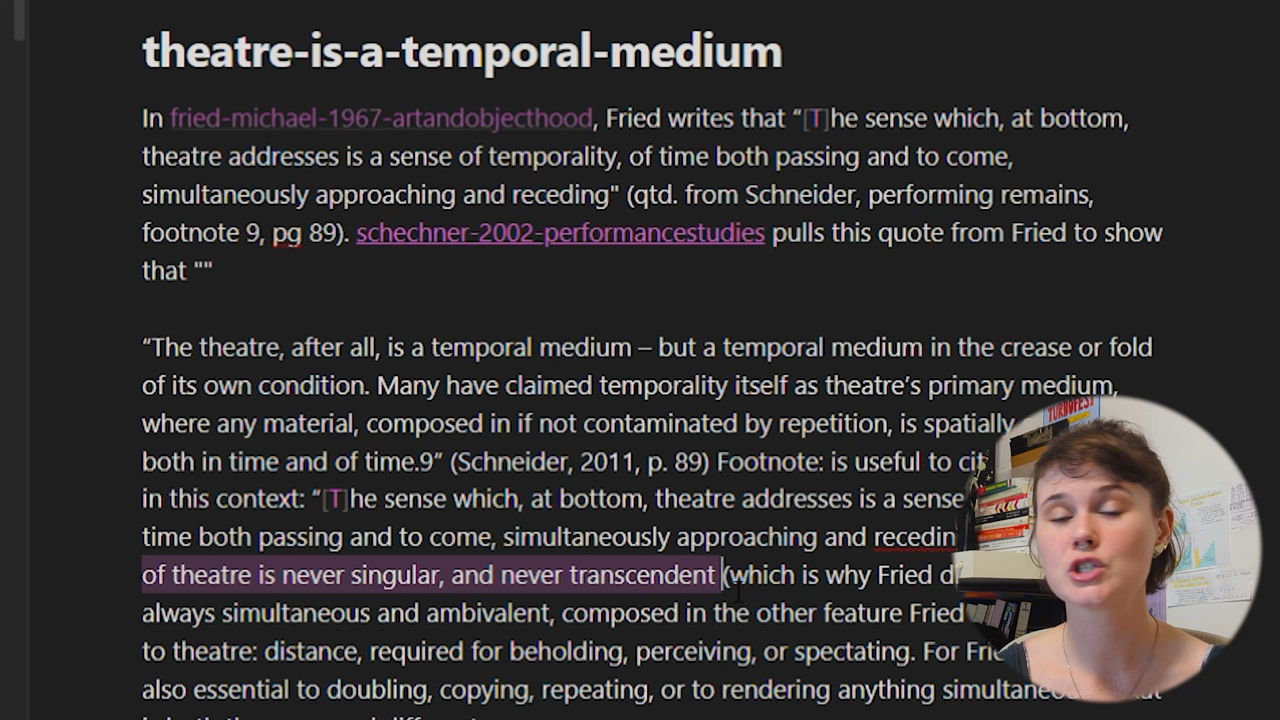 theatre-is-a-temporal-medium
In fried-michael-1967-artandobjecthood, Fried writes that “[T]he sense which, at bottom,
theatre addresses is a sense of temporality, of time both passing and to come,
simultaneously approaching and receding" (qtd. from Schneider, performing remains,
footnote 9, pg 89). schechner-2002-performancestudies pulls this quote from Fried to show
that ""
“The theatre, after all, is a temporal medium – but a temporal medium in the crease or fold
of its own condition. Many have claimed temporality itself as theatre’s primary medium,
where any material, composed in if not contaminated by repetition, is spatially
both in time and of time.9” (Schneider, 2011, p. 89) Footnote: is useful to cit
in this context: “[T]he sense which, at bottom, theatre addresses is a sense
time both passing and to come, simultaneously approaching and recedin
of theatre is never singular, and never transcendent (which is why Fried d
always simultaneous and ambivalent, composed in the other feature Fried
to theatre: distance, required for beholding, perceiving, or spectating. For Frie
also essential to doubling, copying, repeating, or to rendering anything simultaneo
TURBOFEST